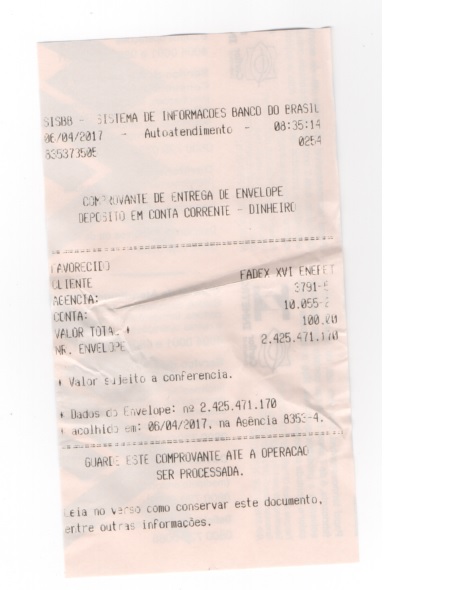 SISBB - SISTEMA DE INFORMACOES BANCO DO BRASIL
06/04/2017 - Autoatendimento - 08:35:14
835373505 0254
COMPROVANTE DE ENTREGA DE ENVELOPE
DEPOSITO EM CONTA CORRENTE - DINHEIRO
FAVORECIDO
CLIENTE FADEX XVI ENEFET
AGENCIA: 3791-5
CONTA: 10.055-2
VALOR TOTAL * 100,00
NR. ENVELOPE 2.425.471.170
* Valor sujeito a conferencia.
* Dados do Envelope: nº 2.425.471.170
* acolhido em: 06/04/2017, na Agência 8353-4.
GUARDE ESTE COMPROVANTE ATE A OPERACAO
SER PROCESSADA.
Leia no verso como conservar este documento,
entre outras informações.